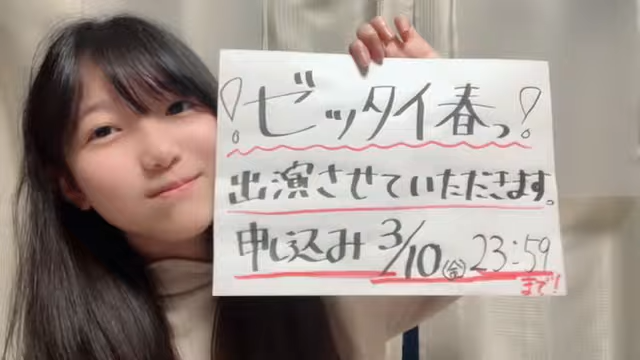 ！ビッタイ春っ！
出演させていただきます。
申し込み 3/10(金) 23:59
まで！